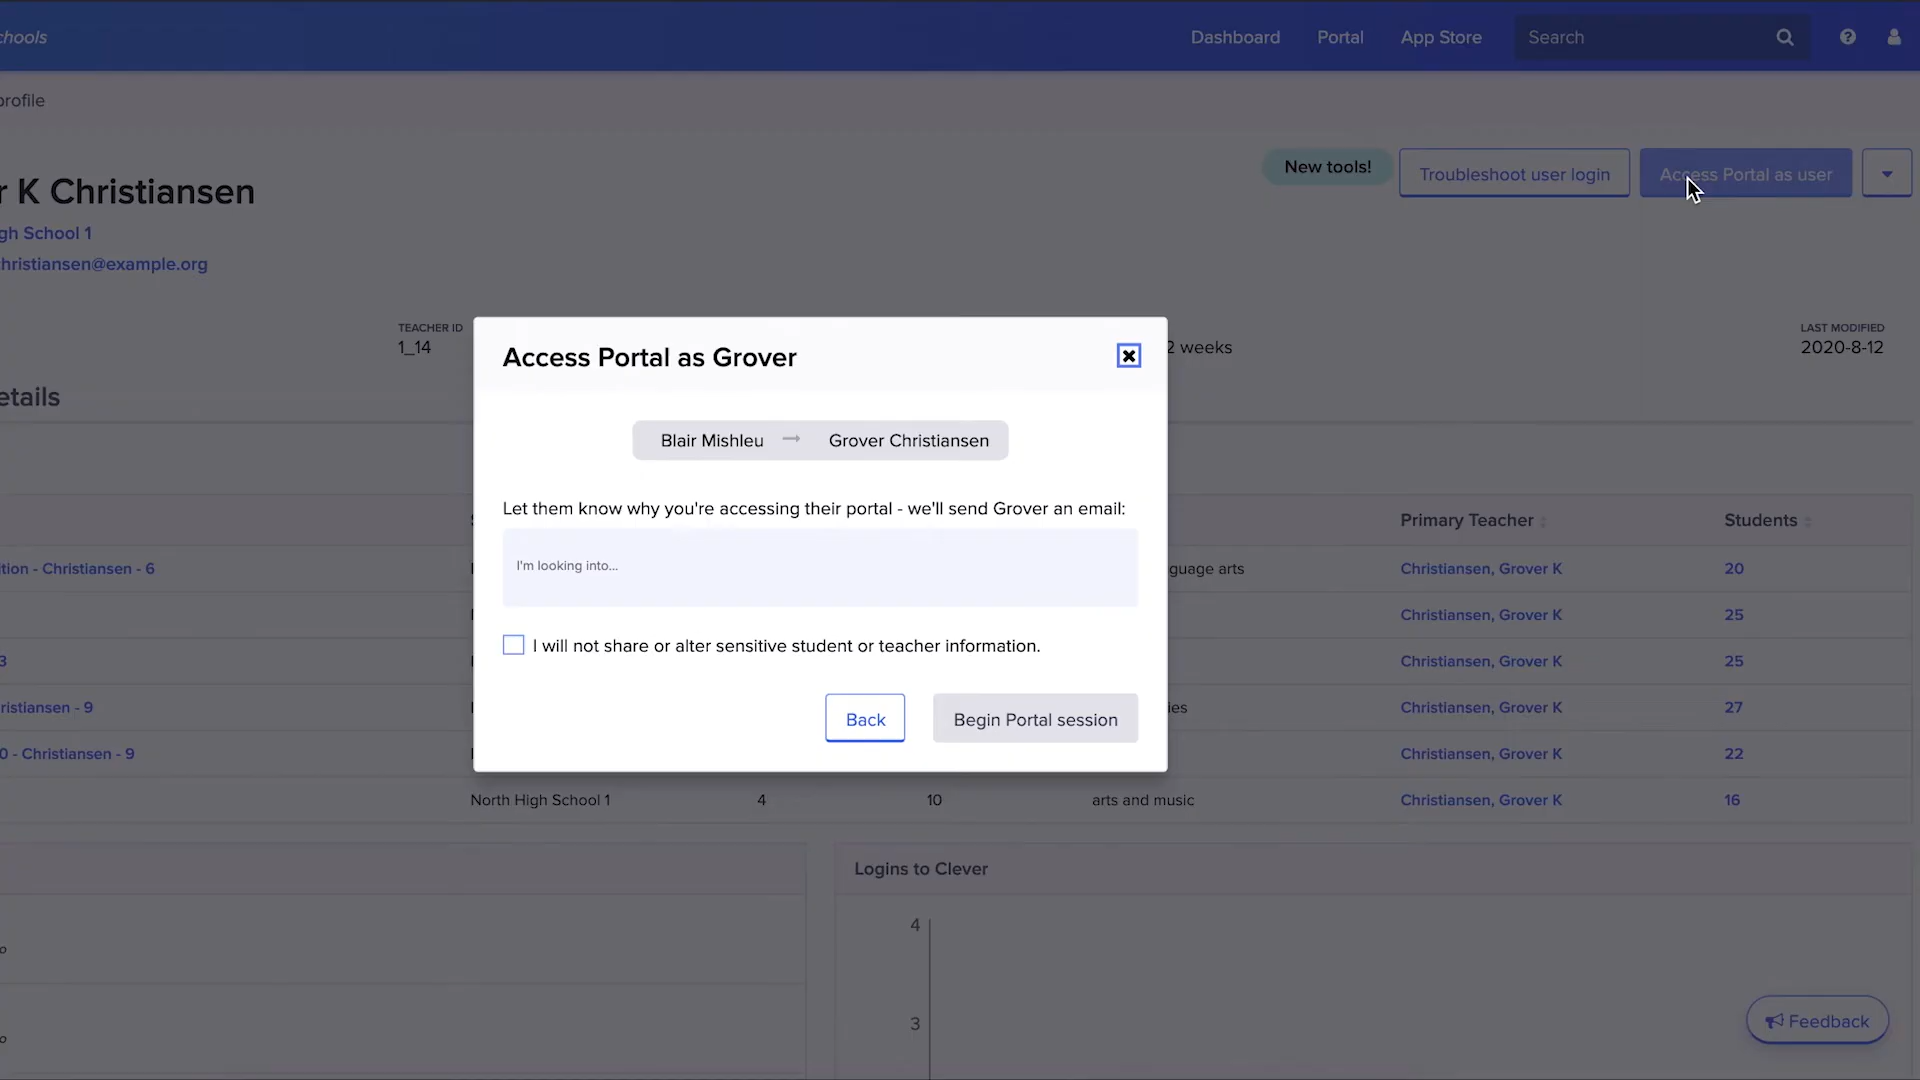 chools Dashboard Portal App Store Search
profile
New tools! Troubleshoot user login Access Portal as user
r K Christiansen
gh School 1
christiansen@example.org
TEACHER ID LAST MODIFIED
1_14 2 weeks 2020-8-12
Access Portal as Grover
etails
Blair Mishleu → Grover Christiansen
Let them know why you're accessing their portal - we'll send Grover an email:
Primary Teacher Students
I'm looking into...
tion - Christiansen - 6 guage arts Christiansen, Grover K 20
Christiansen, Grover K 25
I will not share or alter sensitive student or teacher information.
3 Christiansen, Grover K 25
ristiansen - 9 ies Christiansen, Grover K 27
Back Begin Portal session
0 - Christiansen - 9 Christiansen, Grover K 22
North High School 1 4 10 arts and music Christiansen, Grover K 16
Logins to Clever
4
3
Feedback